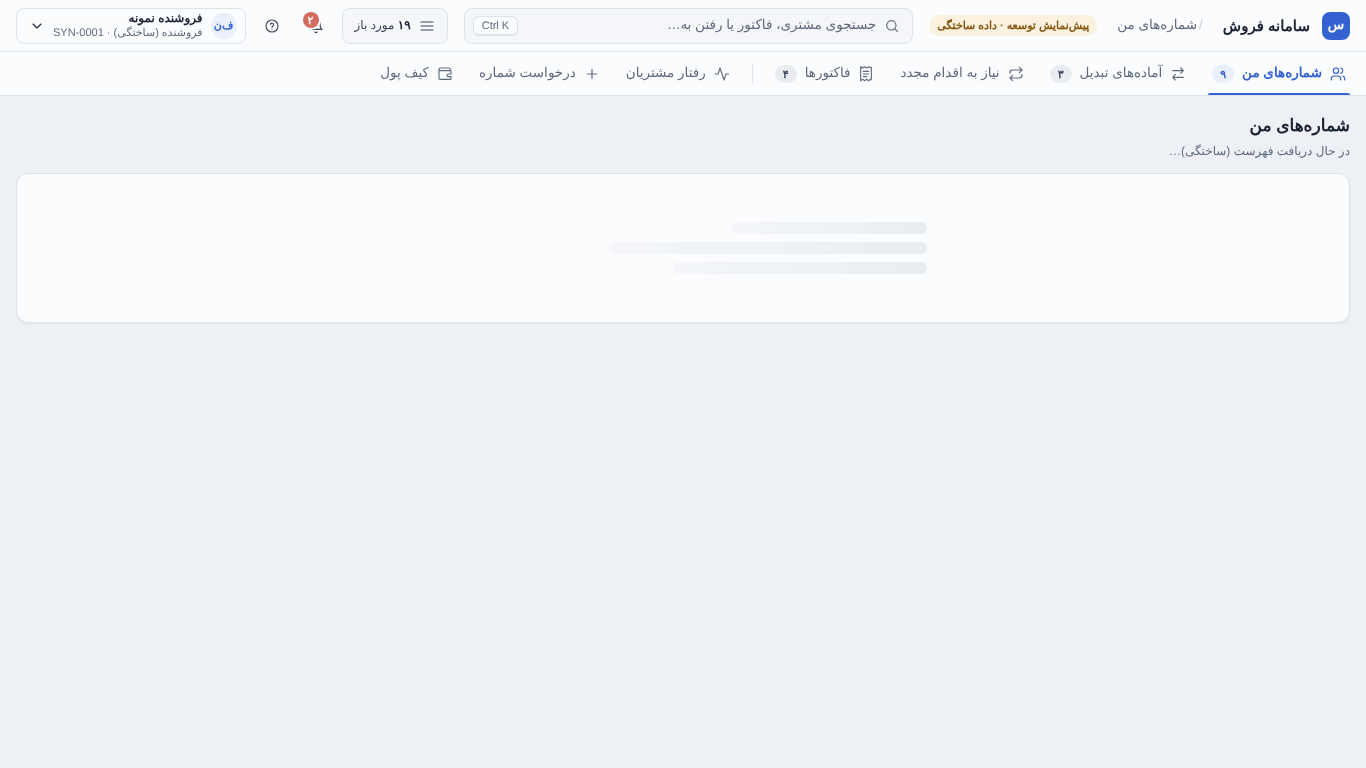 س
سامانه فروش
/ شماره‌های من
پیش‌نمایش توسعه · داده ساختگی
جستجوی مشتری، فاکتور یا رفتن به…
Ctrl K
۱۹ مورد باز
۲
ف‌ن
فروشنده نمونه
فروشنده (ساختگی) · SYN-0001
شماره‌های من ۹
آماده‌های تبدیل ۳
نیاز به اقدام مجدد
فاکتورها ۴
رفتار مشتریان
درخواست شماره
کیف پول
شماره‌های من
در حال دریافت فهرست (ساختگی)…